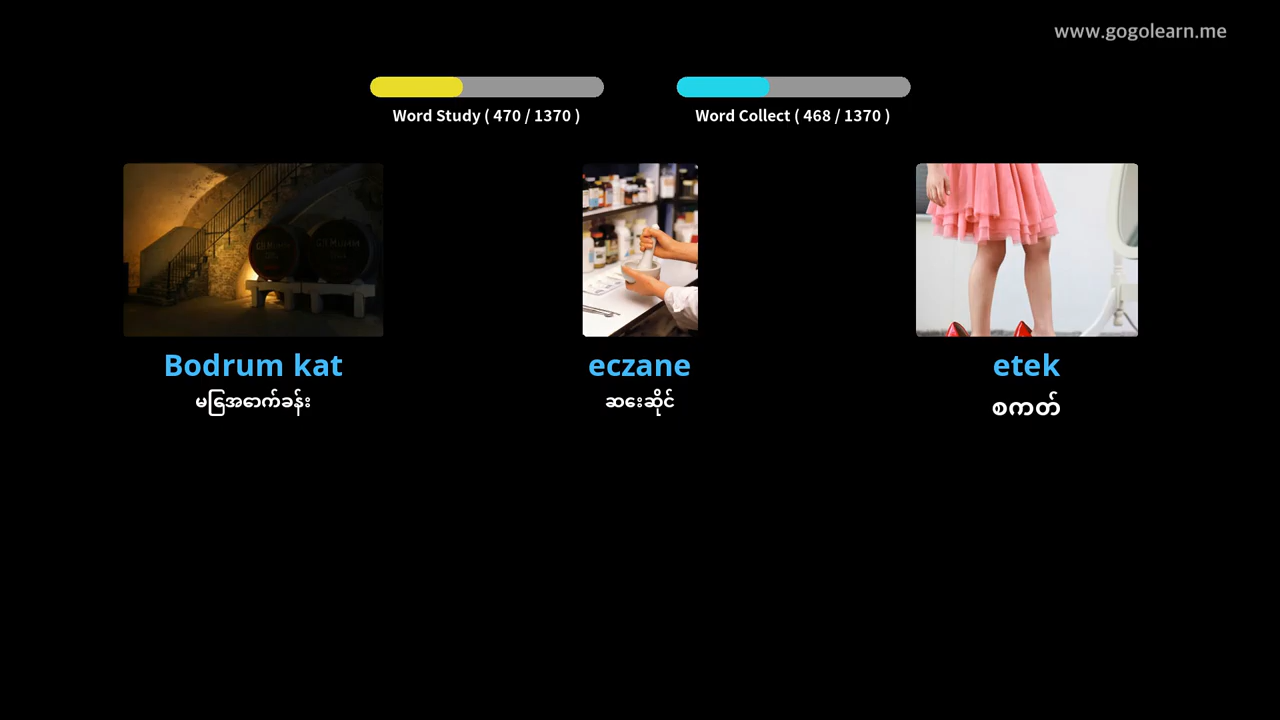 www.gogolearn.me
Word Study ( 470 / 1370 )
Word Collect ( 468 / 1370 )
Bodrum kat
မြေအောက်ခန်း
eczane
ဆေးဆိုင်
etek
စကတ်